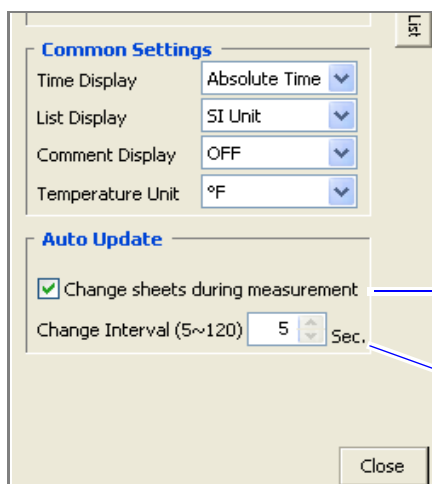 List
Common Settings
Time Display Absolute Time
List Display SI Unit
Comment Display OFF
Temperature Unit °F
Auto Update
Change sheets during measurement
Change Interval (5~120) 5 Sec.
Close